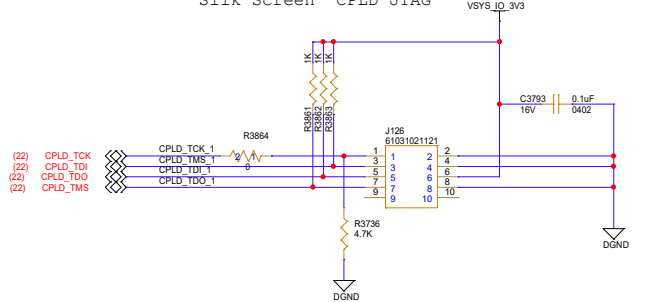 Silk Screen "CPLD JTAG"
VSYS_IO_3V3
1K
1K
1K
R3861
R3862
R3863
C3793
0.1uF
16V
0402
R3864
2 1
0
J126
61031021121
(22) CPLD_TCK
(22) CPLD_TDI
(22) CPLD_TDO
(22) CPLD_TMS
CPLD_TCK_1
CPLD_TMS_1
CPLD_TDI_1
CPLD_TDO_1
1 1 2 2
3 3 4 4
5 5 6 6
7 7 8 8
9 9 10 10
R3736
4.7K
DGND
DGND